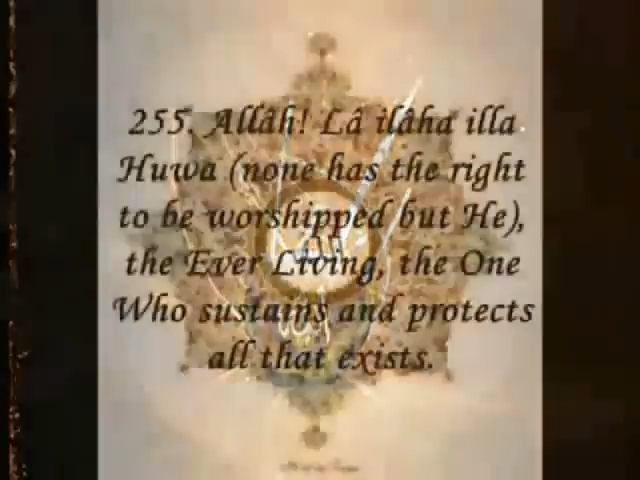 255. Allâh! Lâ ilâha illa
Huwa (none has the right
to be worshipped but He),
the Ever Living, the One
Who sustains and protects
all that exists.